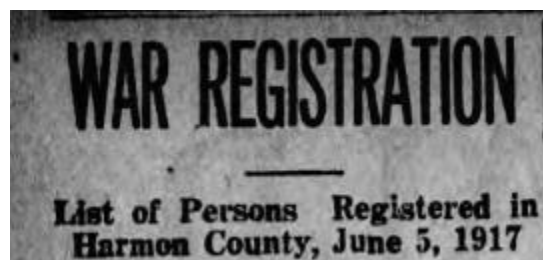 WAR REGISTRATION
List of Persons Registered in
Harmon County, June 5, 1917